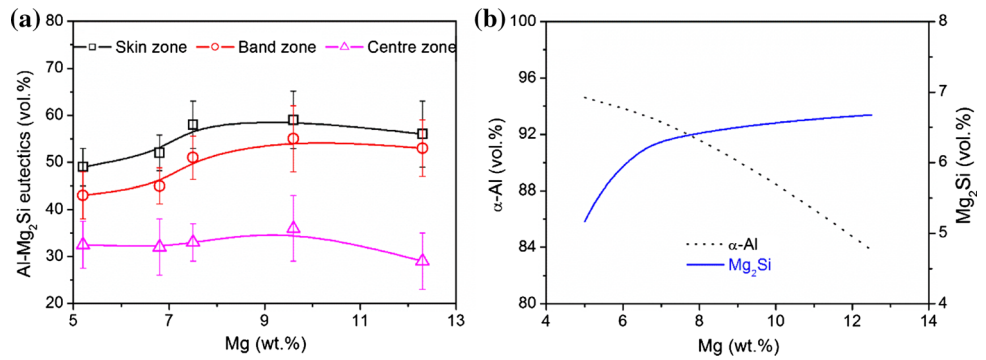 (a)
Al-Mg₂Si eutectics (vol.%)
80
70
60
50
40
30
20
Skin zone
Band zone
Centre zone
5
7
9
11
13
Mg (wt.%)
(b)
α-Al (vol.%)
100
96
92
88
84
80
α-Al
Mg₂Si
4
6
8
10
12
14
Mg (wt.%)
8
7
6
5
4
Mg₂Si (vol.%)